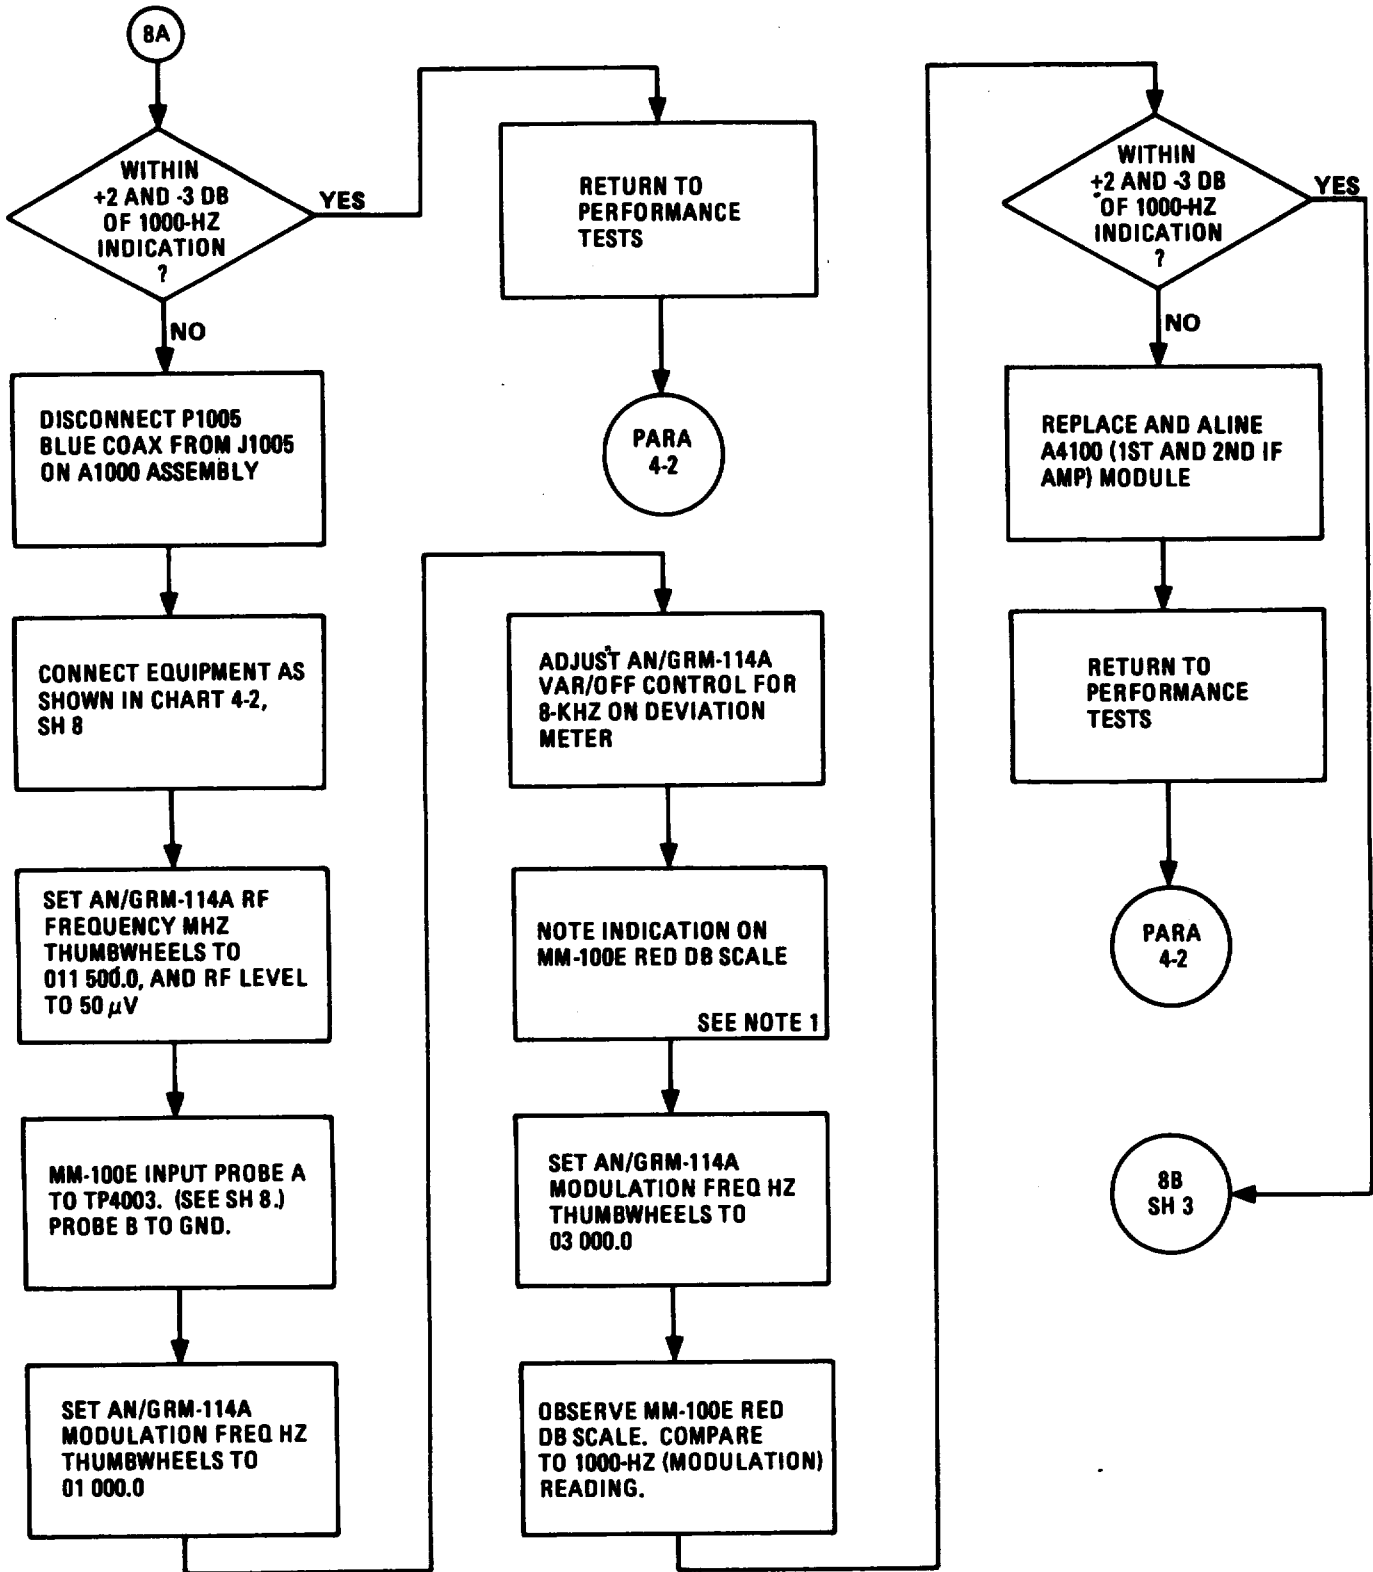 8A
WITHIN
+2 AND -3 DB
OF 1000-HZ
INDICATION
?
YES
NO
DISCONNECT P1005
BLUE COAX FROM J1005
ON A1000 ASSEMBLY
CONNECT EQUIPMENT AS
SHOWN IN CHART 4-2,
SH 8
SET AN/GRM-114A RF
FREQUENCY MHZ
THUMBWHEELS TO
011 500.0, AND RF LEVEL
TO 50 μV
MM-100E INPUT PROBE A
TO TP4003. (SEE SH 8.)
PROBE B TO GND.
SET AN/GRM-114A
MODULATION FREQ HZ
THUMBWHEELS TO
01 000.0
RETURN TO
PERFORMANCE
TESTS
PARA
4-2
ADJUST AN/GRM-114A
VAR/OFF CONTROL FOR
8-KHZ ON DEVIATION
METER
NOTE INDICATION ON
MM-100E RED DB SCALE
SEE NOTE 1
SET AN/GRM-114A
MODULATION FREQ HZ
THUMBWHEELS TO
03 000.0
OBSERVE MM-100E RED
DB SCALE. COMPARE
TO 1000-HZ (MODULATION)
READING.
WITHIN
+2 AND -3 DB
OF 1000-HZ
INDICATION
?
YES
NO
REPLACE AND ALINE
A4100 (1ST AND 2ND IF
AMP) MODULE
RETURN TO
PERFORMANCE
TESTS
PARA
4-2
8B
SH 3